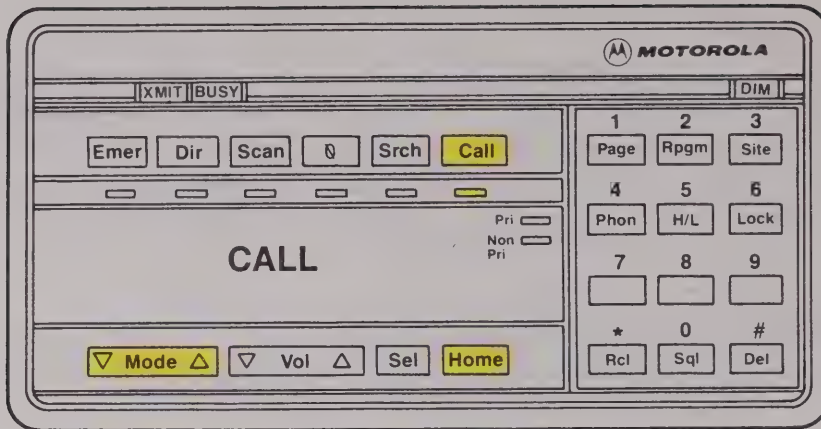 MOTOROLA
XMIT BUSY DIM
Emer Dir Scan Srch Call
Pri
Non
Pri
CALL
▽ Mode △ ▽ Vol △ Sel Home
1 2 3
Page Rpgm Site
4 5 6
Phon H/L Lock
7 8 9
* 0 #
Rcl Sql Del